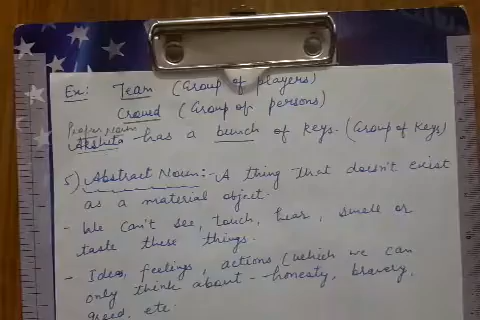 Ex: Team (Group of players)
Crowd (Group of persons)
Proper Noun
Akshita has a bunch of keys. (Group of Keys)
5) Abstract Noun:- A thing that doesn't exist
as a material object.
- We can't see, touch, hear, smell or
taste these things.
- Ideas, feelings, actions (which we can
only think about - honesty, bravery,
greed, etc.